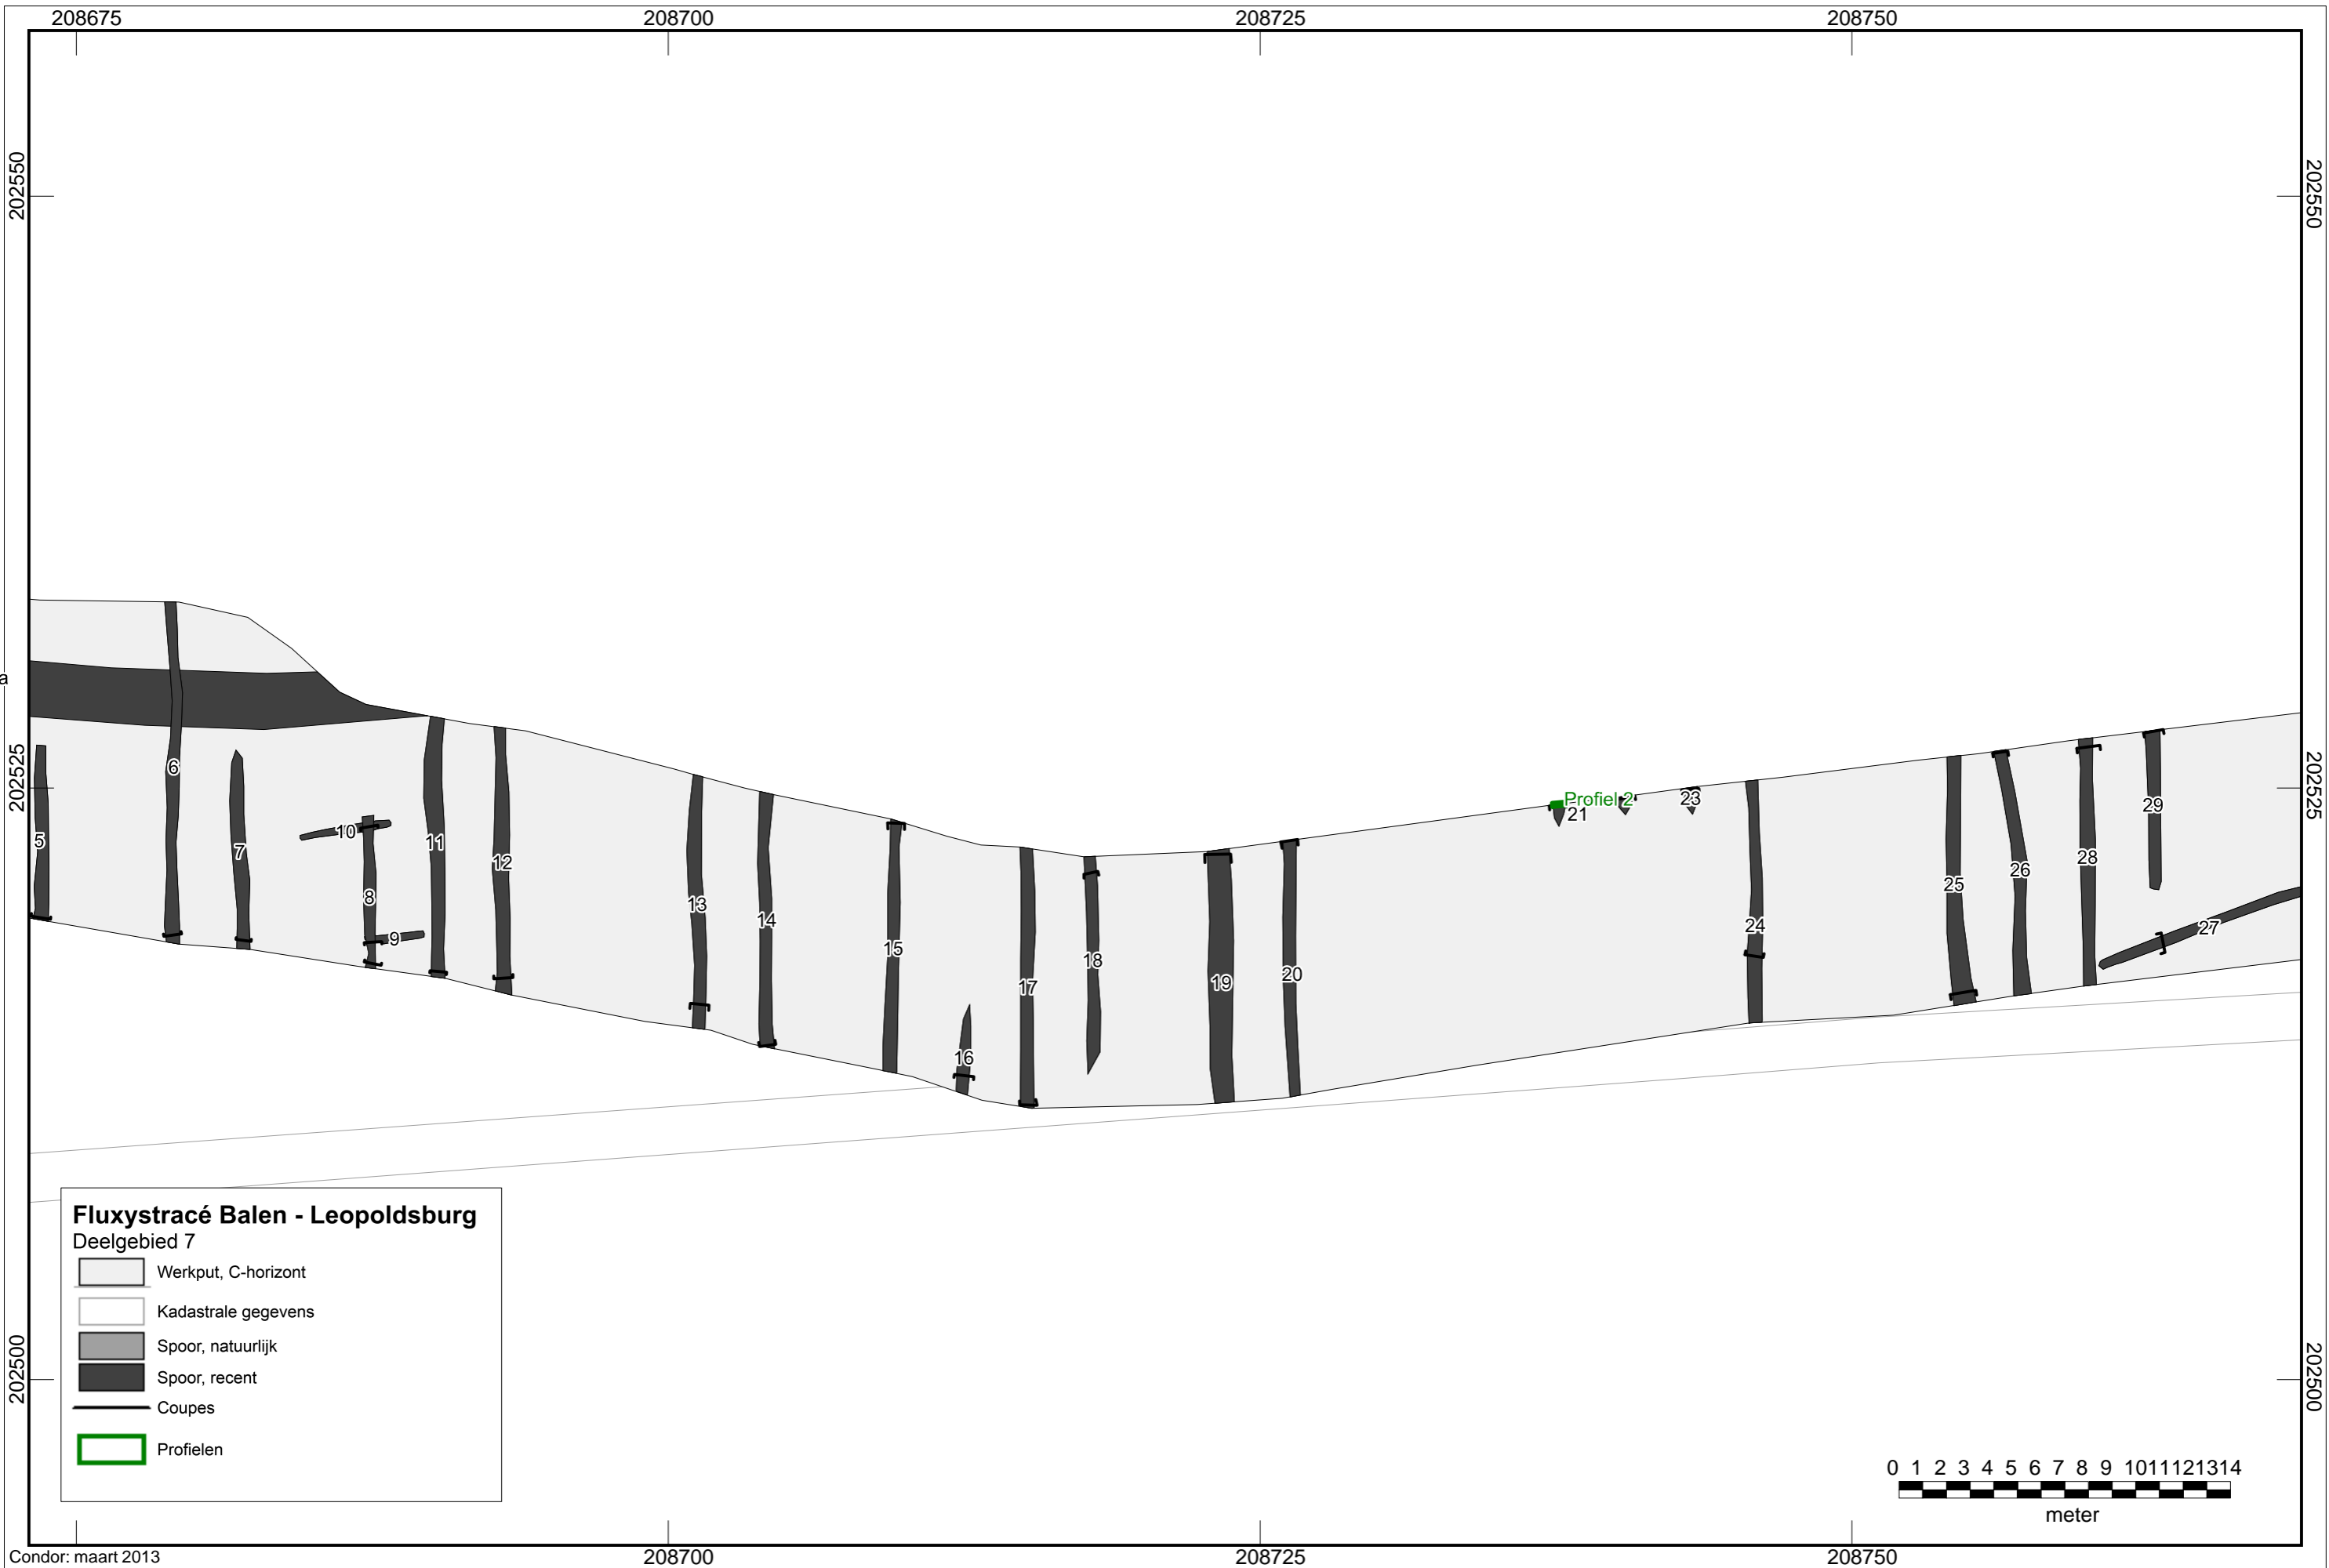 208675 208700 208725 208750
202550 202550
a
202525 202525
Profiel 2
5 6 7 8 9 10 11 12 13 14 15 16 17 18 19 20 21 23 24 25 26 27 28 29
Fluxystracé Balen - Leopoldsburg
Deelgebied 7
Werkput, C-horizont
Kadastrale gegevens
Spoor, natuurlijk
Spoor, recent
Coupes
Profielen
202500 202500
0 1 2 3 4 5 6 7 8 9 10 11 12 13 14
meter
Condor: maart 2013
208700 208725 208750